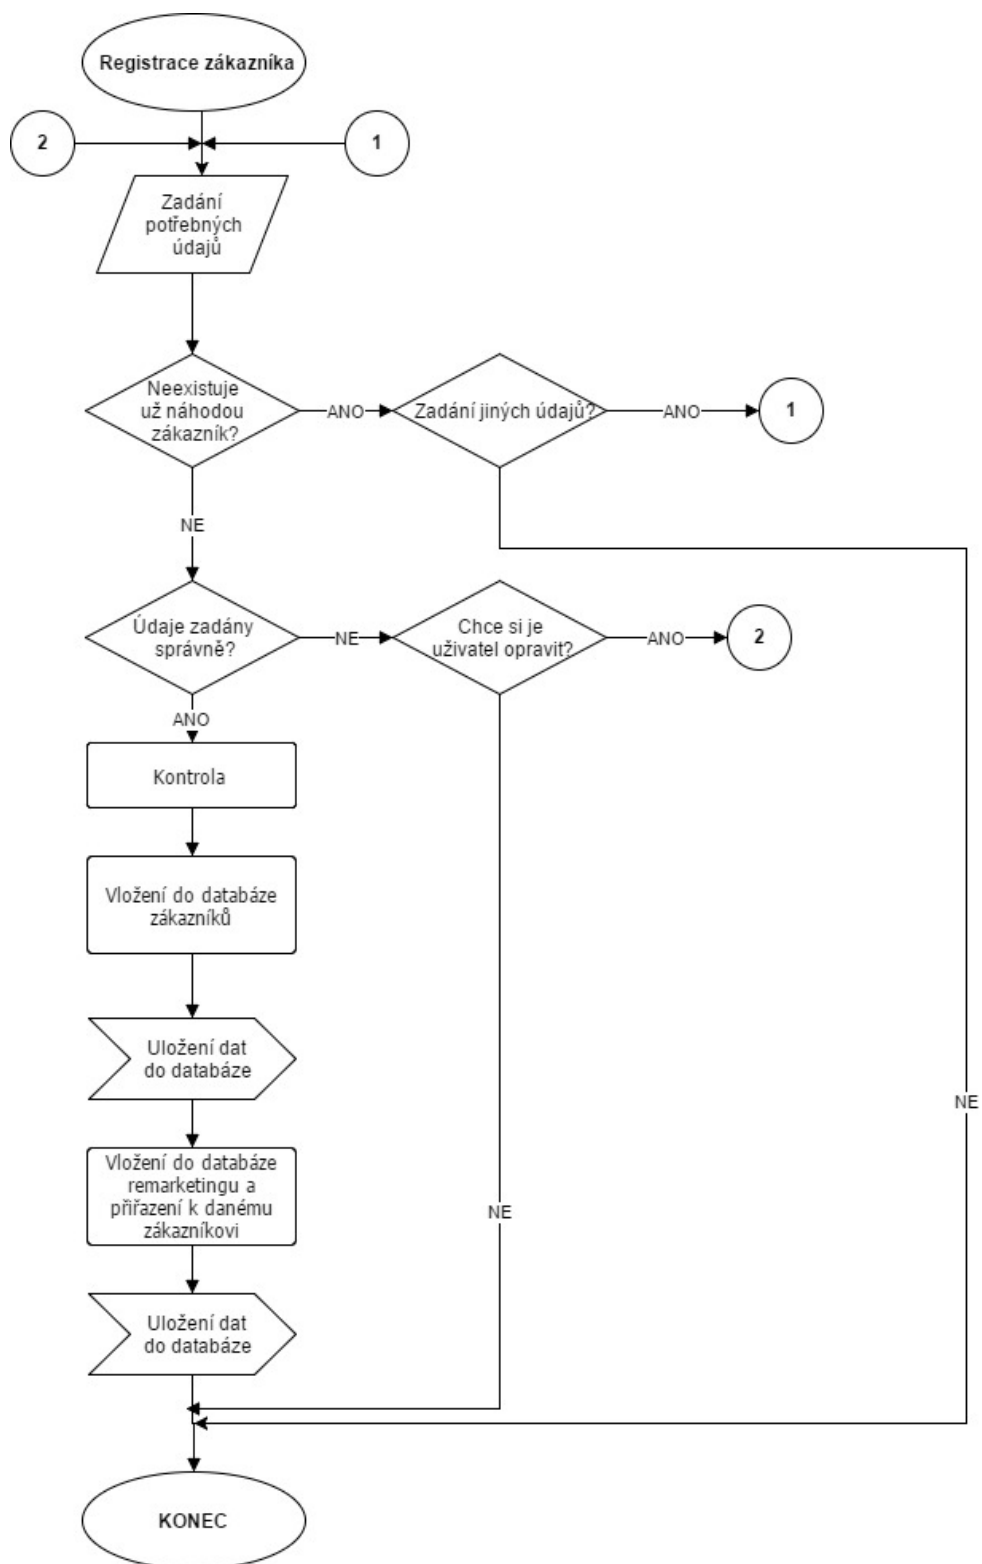 Registrace zákazníka
2
1
Zadání
potřebných
údajů
Neexistuje
už náhodou
zákazník?
ANO
Zadání jiných údajů?
ANO
1
NE
Údaje zadány
správně?
NE
Chce si je
uživatel opravit?
ANO
2
ANO
Kontrola
Vložení do databáze
zákazníků
Uložení dat
do databáze
NE
Vložení do databáze
remarketingu a
přiřazení k danému
zákazníkovi
NE
Uložení dat
do databáze
KONEC